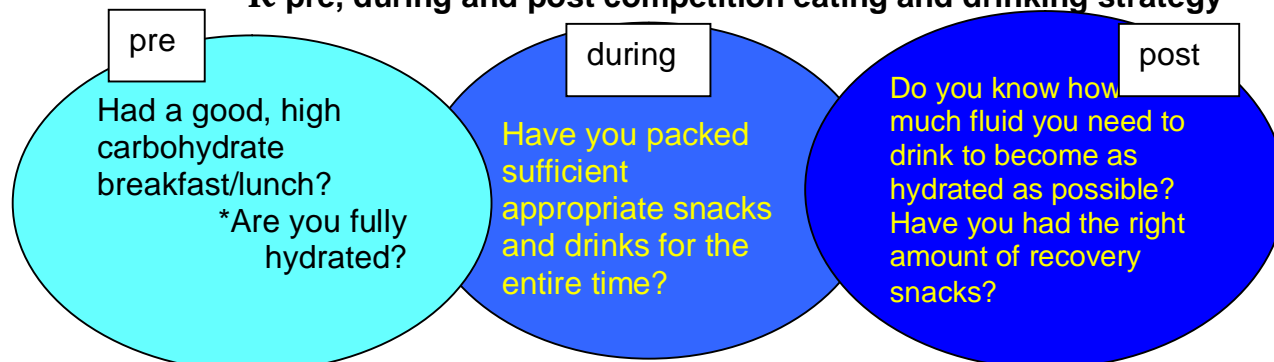 pre, during and post competition eating and drinking strategy
pre
Had a good, high
carbohydrate
breakfast/lunch?
*Are you fully
hydrated?
during
Have you packed
sufficient
appropriate snacks
and drinks for the
entire time?
post
Do you know how
much fluid you need to
drink to become as
hydrated as possible?
Have you had the right
amount of recovery
snacks?